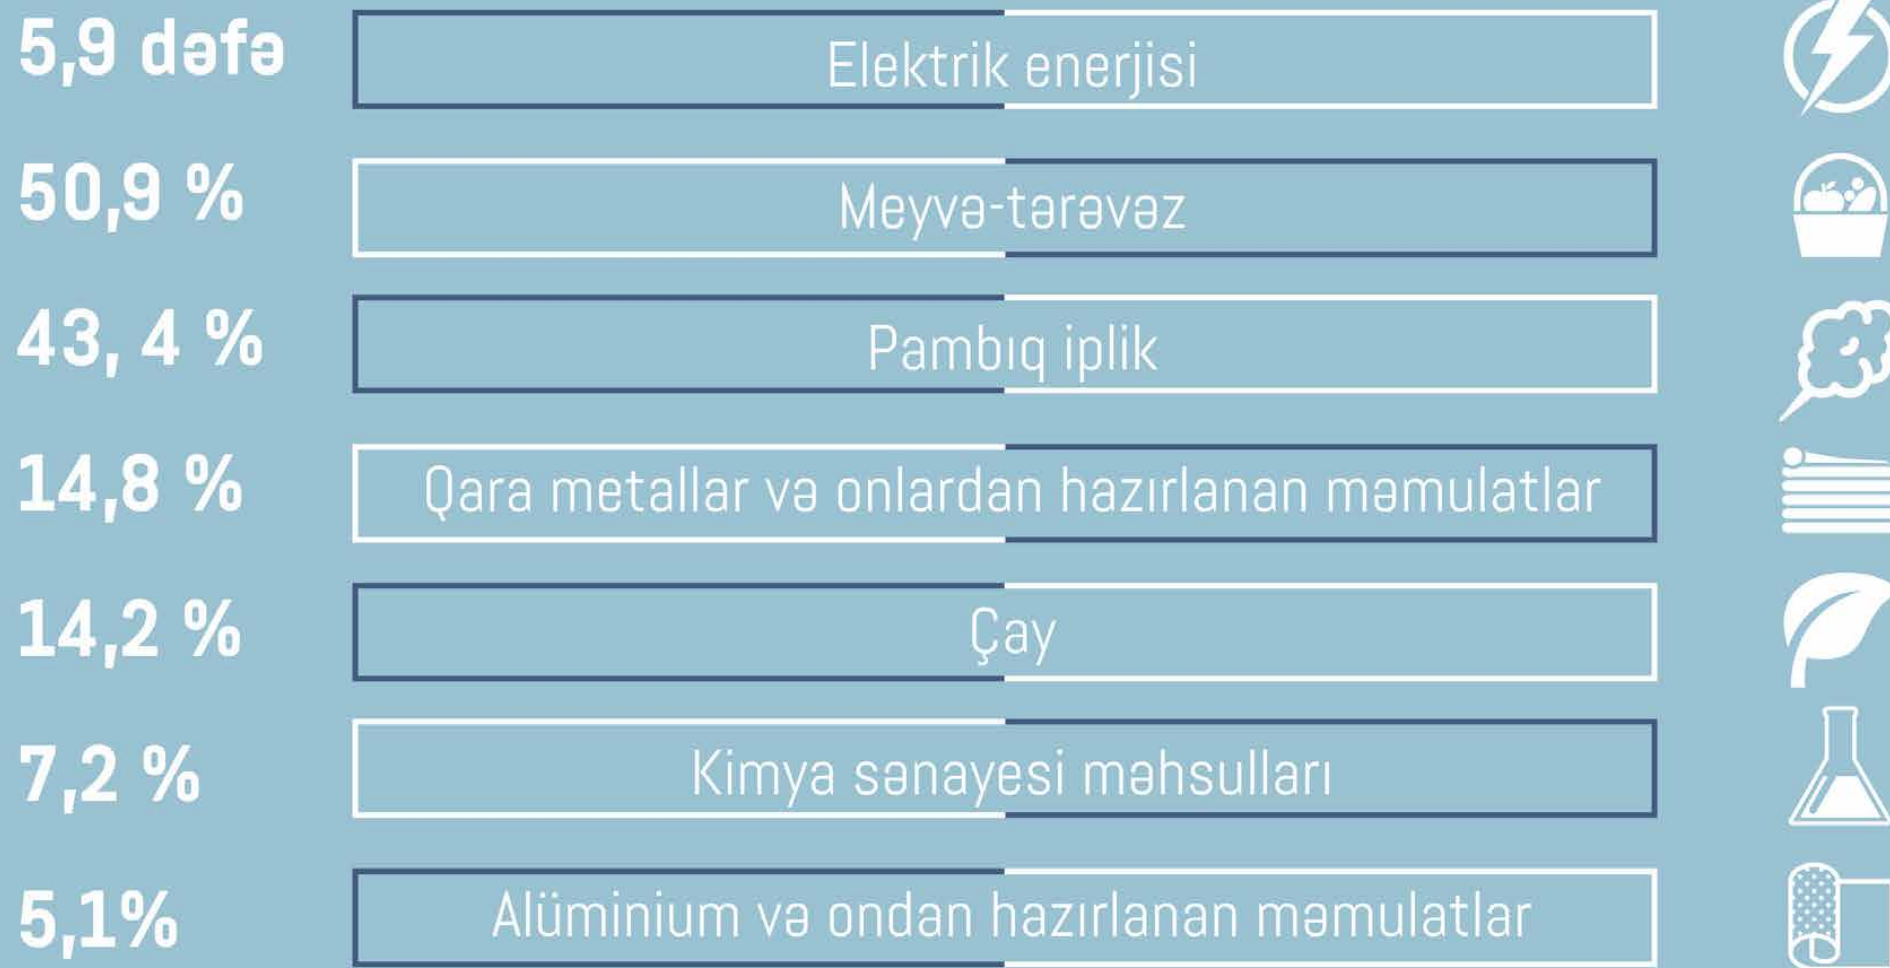 5,9 dəfə Elektrik enerjisi
50,9 % Meyvə-tərəvəz
43, 4 % Pambıq iplik
14,8 % Qara metallar və onlardan hazırlanan məmulatlar
14,2 % Çay
7,2 % Kimya sənayesi məhsulları
5,1% Alüminium və ondan hazırlanan məmulatlar